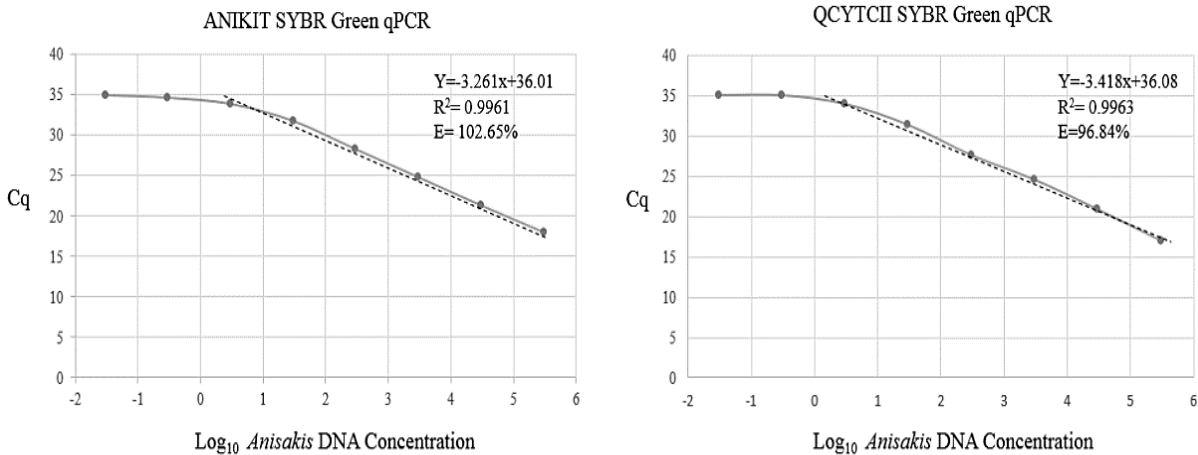 ANIKIT SYBR Green qPCR
40
35
30
25
20
15
10
5
0
Cq
Y=-3.261x+36.01
R²= 0.9961
E= 102.65%
-2 -1 0 1 2 3 4 5 6
Log₁₀ Anisakis DNA Concentration
QCYTCII SYBR Green qPCR
40
35
30
25
20
15
10
5
0
Cq
Y=-3.418x+36.08
R²= 0.9963
E=96.84%
-2 -1 0 1 2 3 4 5 6
Log₁₀ Anisakis DNA Concentration